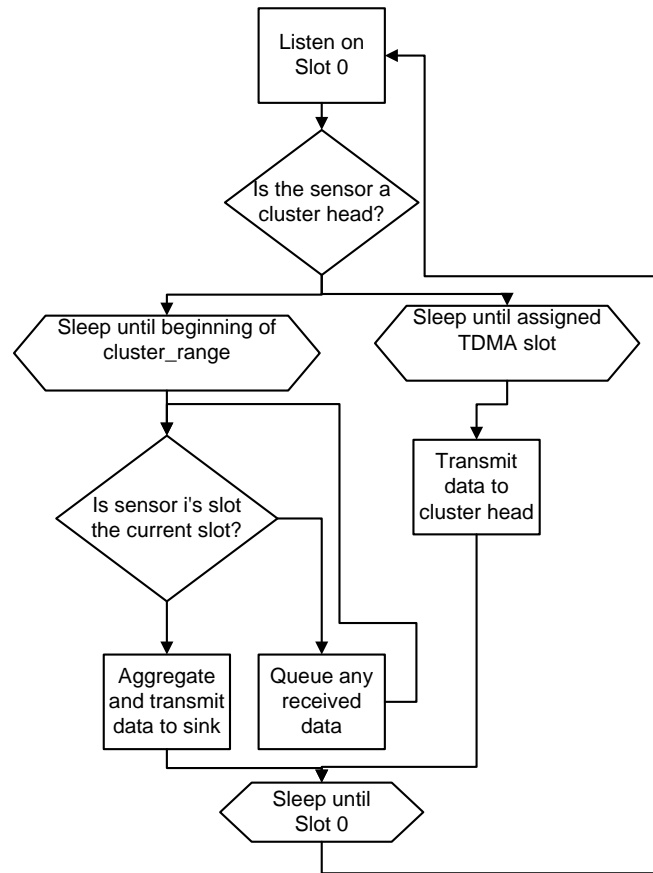 Listen on
Slot 0
Is the sensor a
cluster head?
Sleep until beginning of
cluster_range
Sleep until assigned
TDMA slot
Is sensor i's slot
the current slot?
Transmit
data to
cluster head
Aggregate
and transmit
data to sink
Queue any
received
data
Sleep until
Slot 0